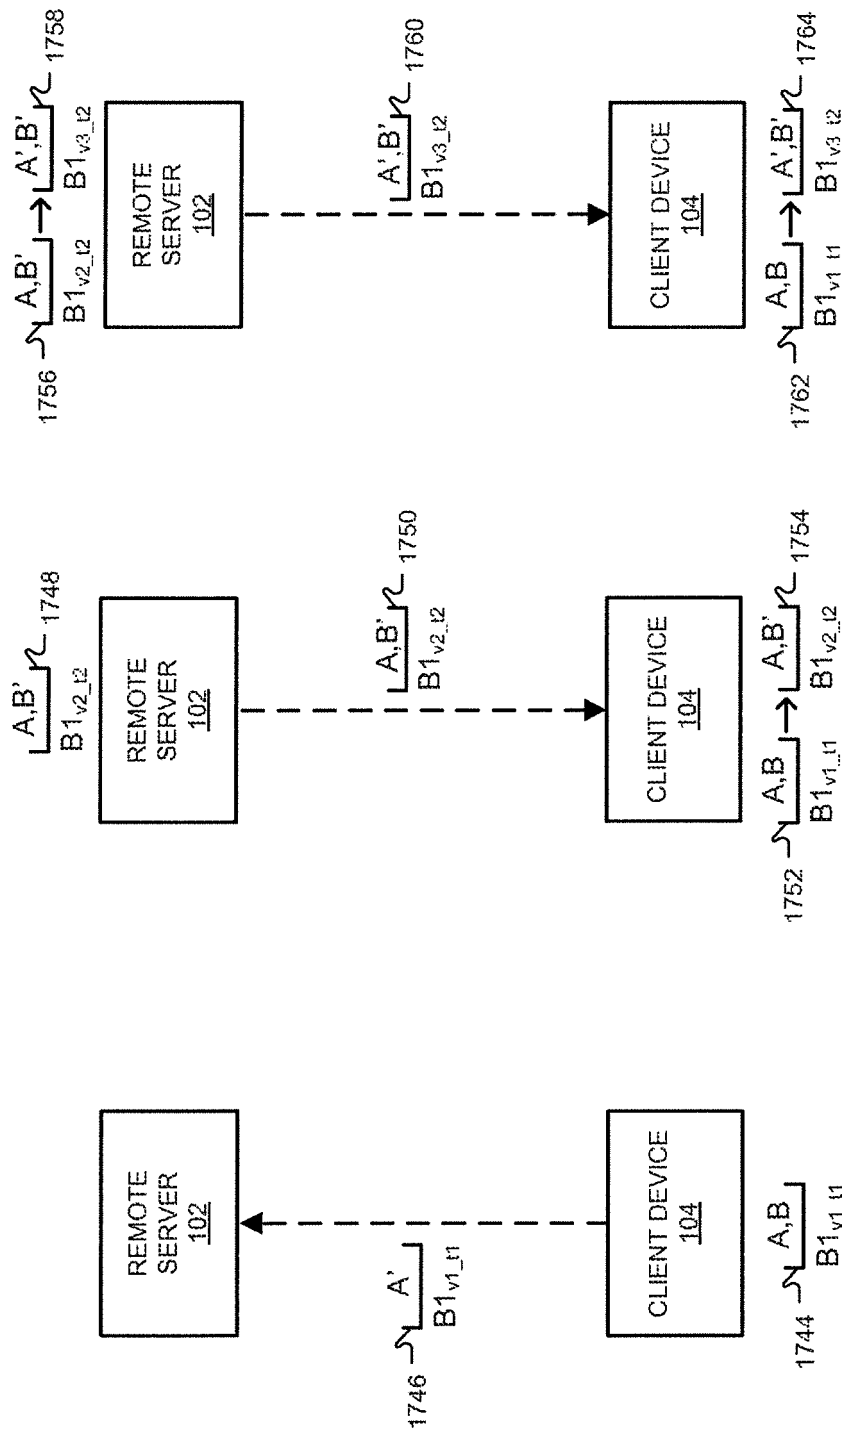 REMOTE
SERVER
102
1746
A'
B1v1_t1
CLIENT DEVICE
104
1744
A,B
B1v1_t1
A,B'
1748
B1v2_t2
REMOTE
SERVER
102
A,B'
1750
B1v2_t2
CLIENT DEVICE
104
1752
A,B
A,B'
1754
B1v1_t1
B1v2_t2
1756
A,B'
A',B'
1758
B1v2_t2
B1v3_t2
REMOTE
SERVER
102
A',B'
1760
B1v3_t2
CLIENT DEVICE
104
1762
A,B
A',B'
1764
B1v1_t1
B1v3_t2